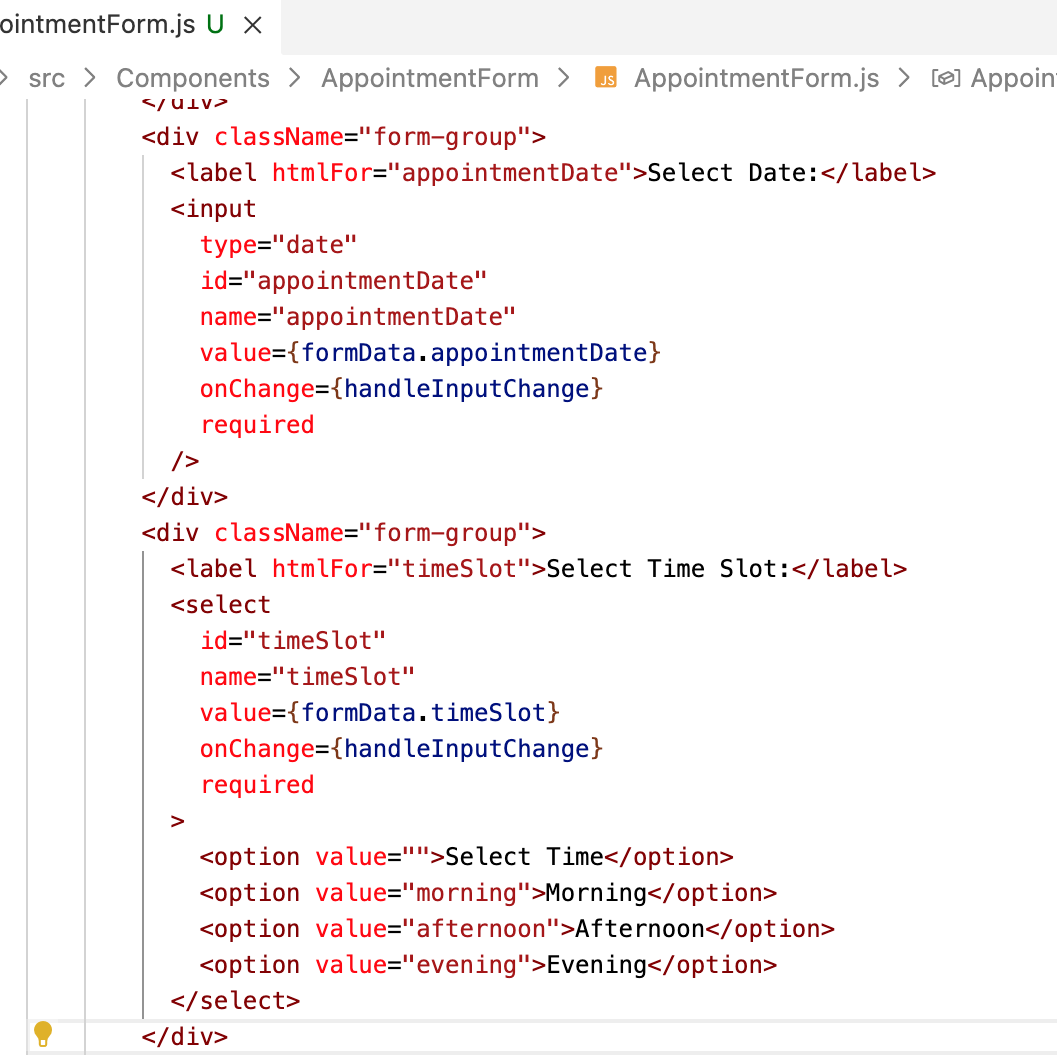 ointmentForm.js U
src Components AppointmentForm JS AppointmentForm.js Appoin
</div>
<div className="form-group">
<label htmlFor="appointmentDate">Select Date:</label>
<input
type="date"
id="appointmentDate"
name="appointmentDate"
value={formData.appointmentDate}
onChange={handleInputChange}
required
/>
</div>
<div className="form-group">
<label htmlFor="timeSlot">Select Time Slot:</label>
<select
id="timeSlot"
name="timeSlot"
value={formData.timeSlot}
onChange={handleInputChange}
required
>
<option value="">Select Time</option>
<option value="morning">Morning</option>
<option value="afternoon">Afternoon</option>
<option value="evening">Evening</option>
</select>
</div>